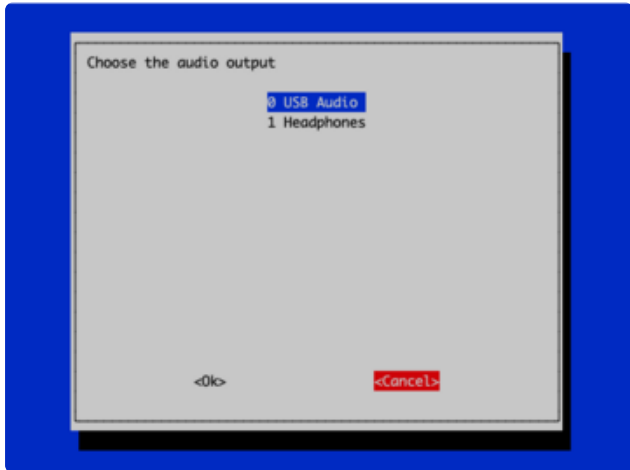 Choose the audio output
0 USB Audio
1 Headphones
<Ok> <Cancel>